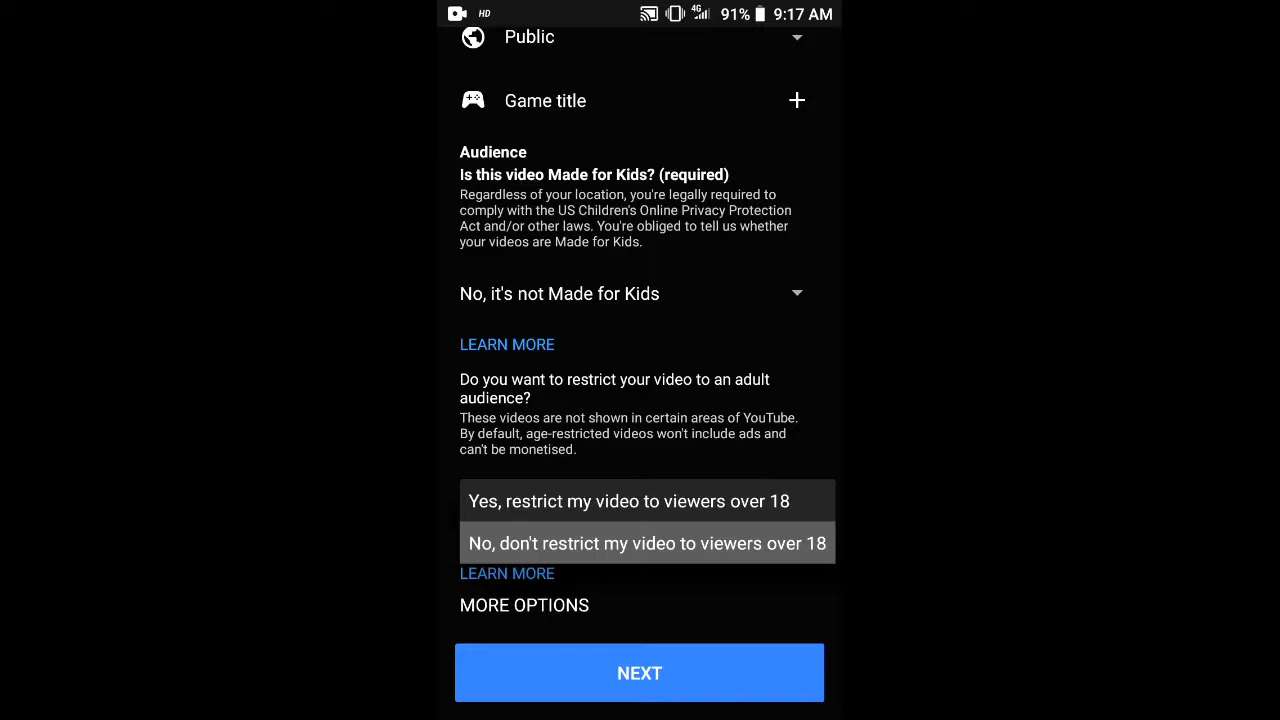 HD 4G 91% 9:17 AM
Public
Game title
Audience
Is this video Made for Kids? (required)
Regardless of your location, you're legally required to
comply with the US Children's Online Privacy Protection
Act and/or other laws. You're obliged to tell us whether
your videos are Made for Kids.
No, it's not Made for Kids
LEARN MORE
Do you want to restrict your video to an adult
audience?
These videos are not shown in certain areas of YouTube.
By default, age-restricted videos won't include ads and
can't be monetised.
Yes, restrict my video to viewers over 18
No, don't restrict my video to viewers over 18
LEARN MORE
MORE OPTIONS
NEXT